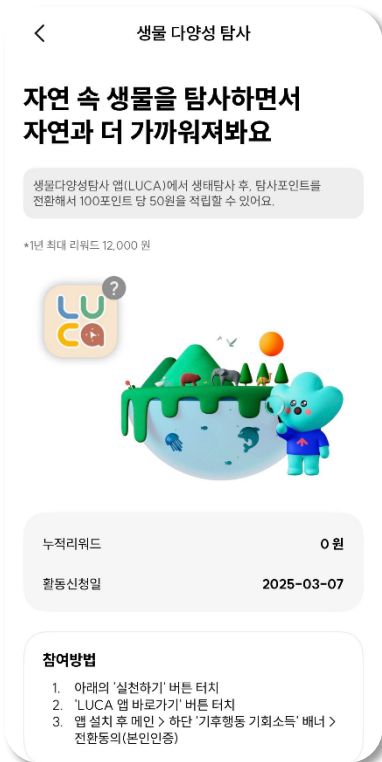 생물 다양성 탐사
자연 속 생물을 탐사하면서
자연과 더 가까워져봐요
생물다양성탐사 앱(LUCA)에서 생태탐사 후, 탐사포인트를
전환해서 100포인트 당 50원을 적립할 수 있어요.
*1년 최대 리워드 12,000 원
?
LU
ca
누적리워드 0 원
활동신청일 2025-03-07
참여방법
1. 아래의 '실천하기' 버튼 터치
2. 'LUCA 앱 바로가기' 버튼 터치
3. 앱 설치 후 메인 > 하단 '기후행동 기회소득' 배너 >
전환동의(본인인증)